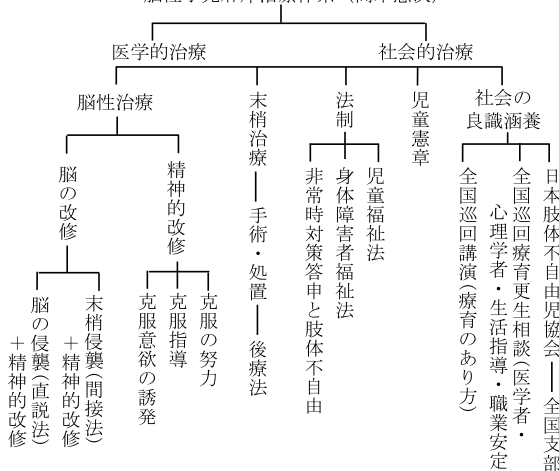 医学的治療
社会的治療
脳性治療
末梢治療 ― 手術・処置 ― 後療法
法制
児童憲章
社会の
良識涵養
脳の改修
精神的改修
児童福祉法
身体障害者福祉法
非常時対策答申と肢体不自由
日本肢体不自由児協会 ― 全国支部
全国巡回療育更生相談(医学者・
心理学者・生活指導・職業安定
全国巡回講演(療育のあり方)
末梢侵襲(間接法)
+精神的改修
脳の侵襲(直説法)
+精神的改修
克服の努力
克服指導
克服意欲の誘発